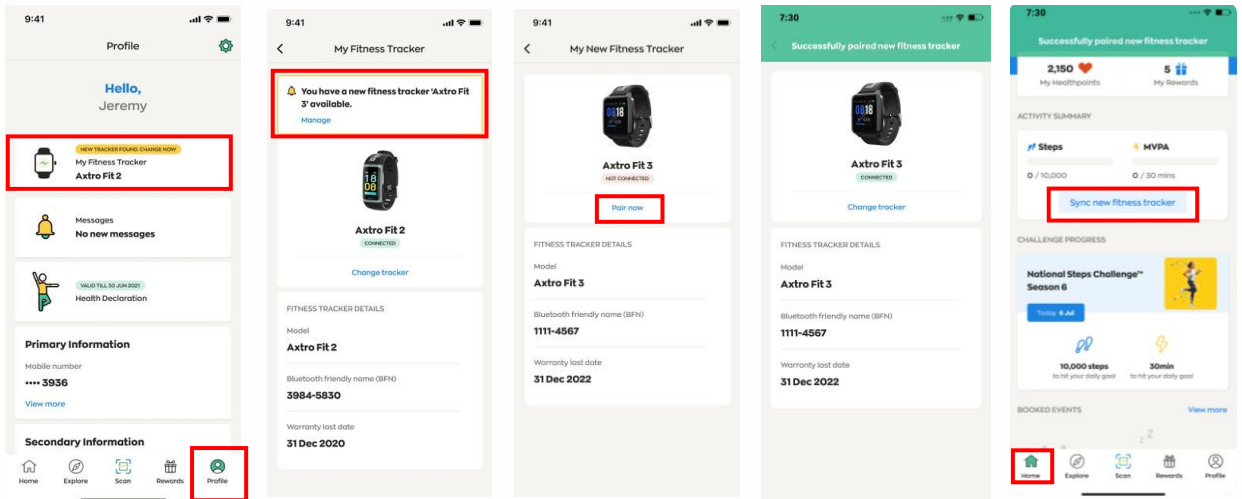 9:41
Profile
Hello,
Jeremy
NEW TRACKER FOUND. CHANGE NOW
My Fitness Tracker
Axtro Fit 2
Messages
No new messages
VALID TILL 30 JUN 2021
Health Declaration
Primary Information
Mobile number
•••• 3936
View more
Secondary Information
Home
Explore
Scan
Rewards
Profile
9:41
My Fitness Tracker
You have a new fitness tracker ‘Axtro Fit
3’ available.
Manage
18
08
Axtro Fit 2
CONNECTED
Change tracker
FITNESS TRACKER DETAILS
Model
Axtro Fit 2
Bluetooth friendly name (BFN)
3984-5830
Warranty last date
31 Dec 2020
9:41
My New Fitness Tracker
08:18
Axtro Fit 3
NOT CONNECTED
Pair now
FITNESS TRACKER DETAILS
Model
Axtro Fit 3
Bluetooth friendly name (BFN)
1111-4567
Warranty last date
31 Dec 2022
7:30
Successfully paired new fitness tracker
08:18
Axtro Fit 3
CONNECTED
Change tracker
FITNESS TRACKER DETAILS
Model
Axtro Fit 3
Bluetooth friendly name (BFN)
1111-4567
Warranty last date
31 Dec 2022
7:30
Successfully paired new fitness tracker
2,150
My Healthpoints
5
My Rewards
ACTIVITY SUMMARY
Steps
MVPA
0 / 10,000
0 / 30 mins
Sync new fitness tracker
CHALLENGE PROGRESS
National Steps Challenge™
Season 6
Today, 6 Jul
10,000 steps
to hit your daily goal
30min
to hit your daily goal
BOOKED EVENTS
View more
z Z
Home
Explore
Scan
Rewards
Profile